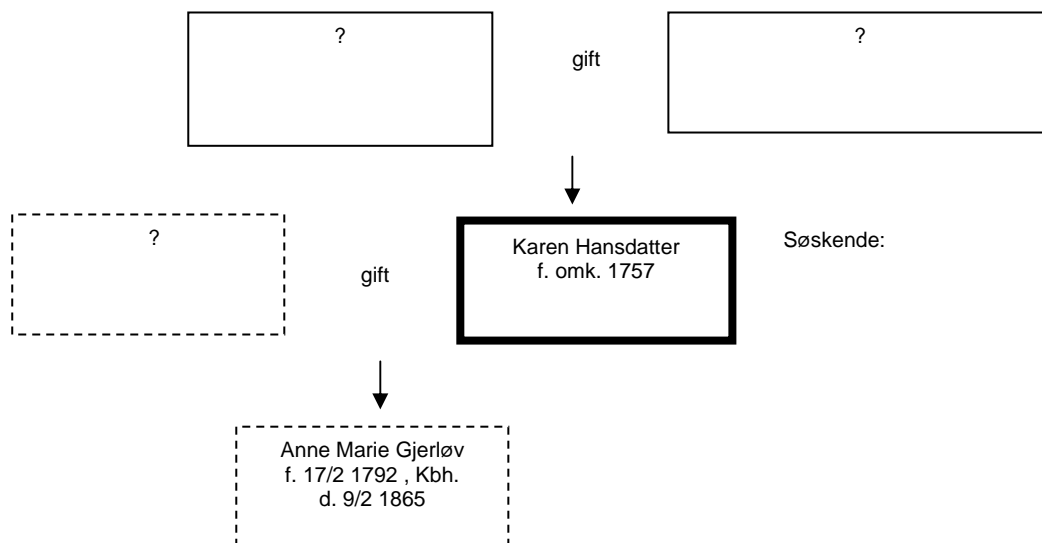 ?
gift
?
?
gift
Karen Hansdatter
f. omk. 1757
Søskende:
Anne Marie Gjerløv
f. 17/2 1792 , Kbh.
d. 9/2 1865